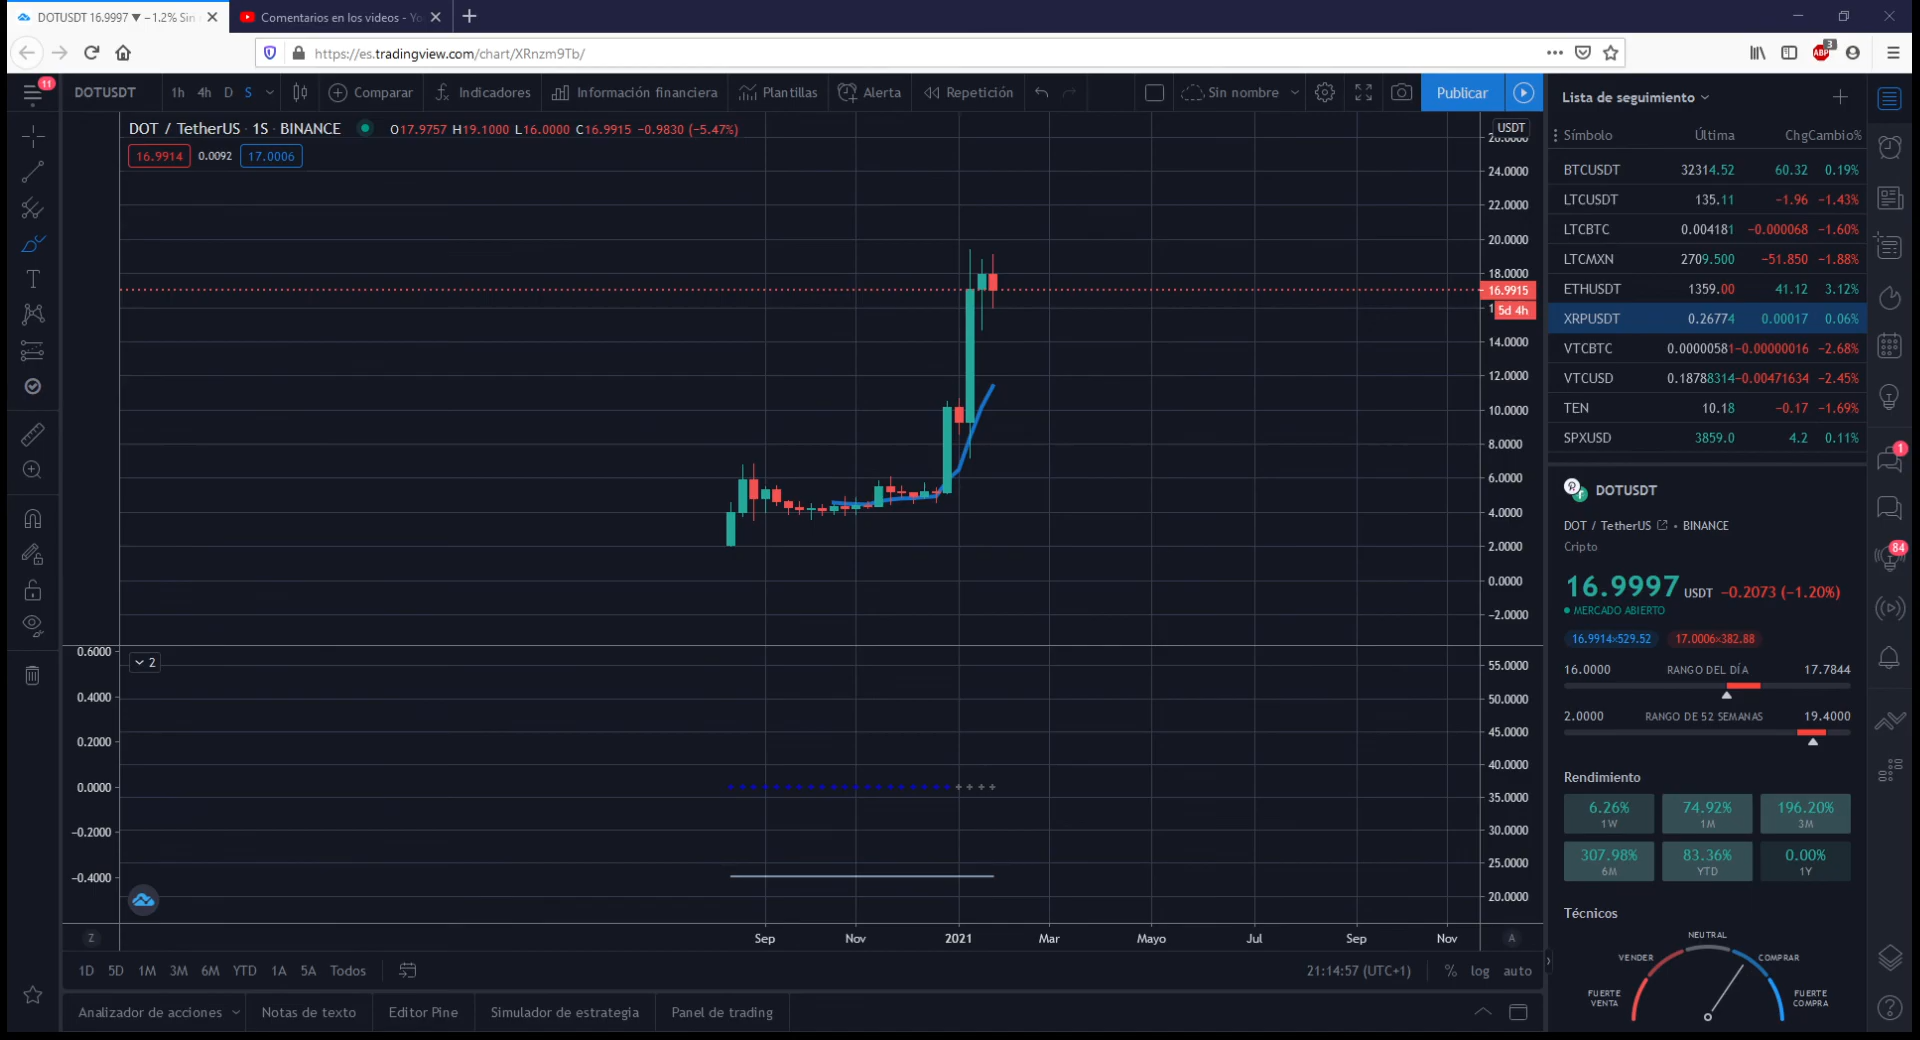 DOTUSDT 16.9997 ▼ −1.2% Sin
Comentarios en los videos - Yo
https://es.tradingview.com/chart/XRnzm9Tb/
ABP
3
11
DOTUSDT
1h
4h
D
S
Comparar
Indicadores
Información financiera
Plantillas
Alerta
Repetición
Sin nombre
Publicar
DOT / TetherUS · 1S · BINANCE
O17.9757 H19.1000 L16.0000 C16.9915 −0.9830 (−5.47%)
16.9914
0.0092
17.0006
USDT
26.0000
24.0000
22.0000
20.0000
18.0000
16.9915
5d 4h
14.0000
12.0000
10.0000
8.0000
6.0000
4.0000
2.0000
0.0000
−2.0000
2
0.6000
0.4000
0.2000
0.0000
−0.2000
−0.4000
55.0000
50.0000
45.0000
40.0000
35.0000
30.0000
25.0000
20.0000
Z
Sep
Nov
2021
Mar
Mayo
Jul
Sep
Nov
A
1D
5D
1M
3M
6M
YTD
1A
5A
Todos
21:14:57 (UTC+1)
%
log
auto
Analizador de acciones
Notas de texto
Editor Pine
Simulador de estrategia
Panel de trading
Lista de seguimiento
Símbolo Última ChgCambio%
BTCUSDT 32314.52 60.32 0.19%
LTCUSDT 135.11 −1.96 −1.43%
LTCBTC 0.004181 −0.000068 −1.60%
LTCMXN 2709.500 −51.850 −1.88%
ETHUSDT 1359.00 41.12 3.12%
XRPUSDT 0.26774 0.00017 0.06%
VTCBTC 0.00000581−0.00000016 −2.68%
VTCUSD 0.18788314−0.00471634 −2.45%
TEN 10.18 −0.17 −1.69%
SPXUSD 3859.0 4.2 0.11%
DOTUSDT
DOT / TetherUS • BINANCE
Cripto
16.9997 USDT −0.2073 (−1.20%)
MERCADO ABIERTO
16.9914×529.52
17.0006×382.88
16.0000 RANGO DEL DÍA 17.7844
2.0000 RANGO DE 52 SEMANAS 19.4000
Rendimiento
6.26%
1W
74.92%
1M
196.20%
3M
307.98%
6M
83.36%
YTD
0.00%
1Y
Técnicos
NEUTRAL
VENDER
COMPRAR
FUERTE
VENTA
FUERTE
COMPRA
1
84